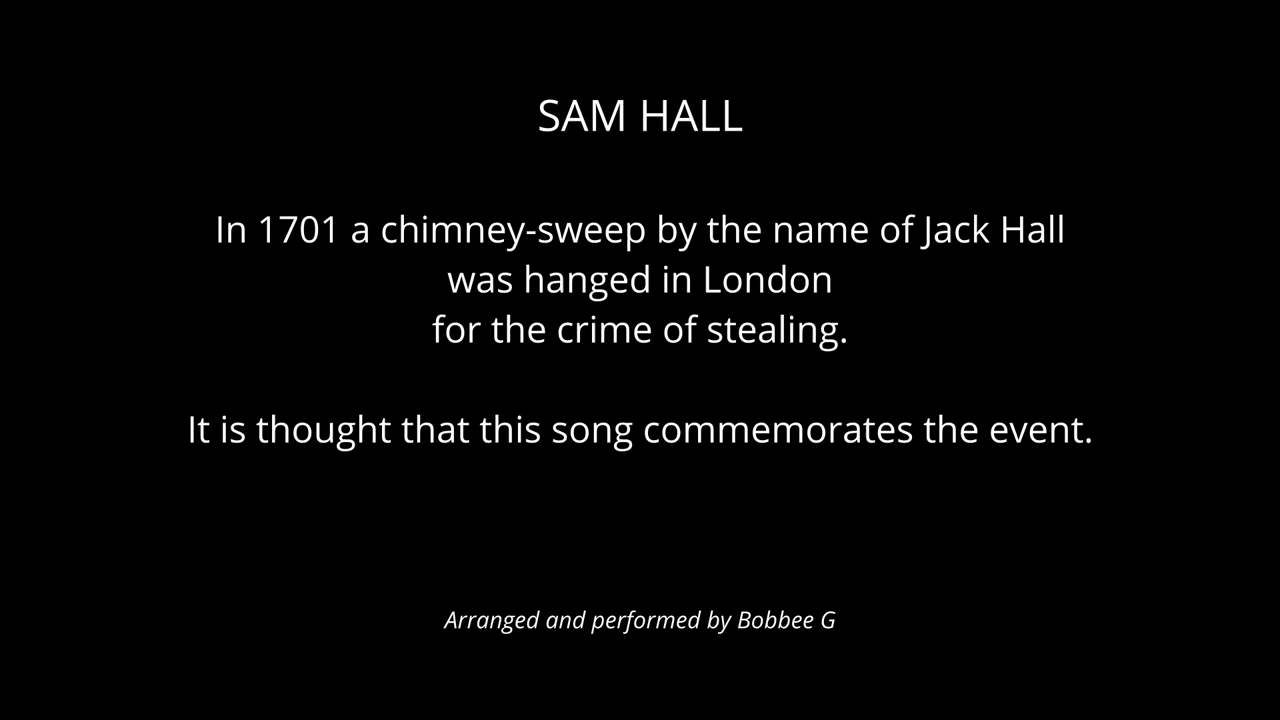 SAM HALL
In 1701 a chimney-sweep by the name of Jack Hall
was hanged in London
for the crime of stealing.
It is thought that this song commemorates the event.
Arranged and performed by Bobbee G